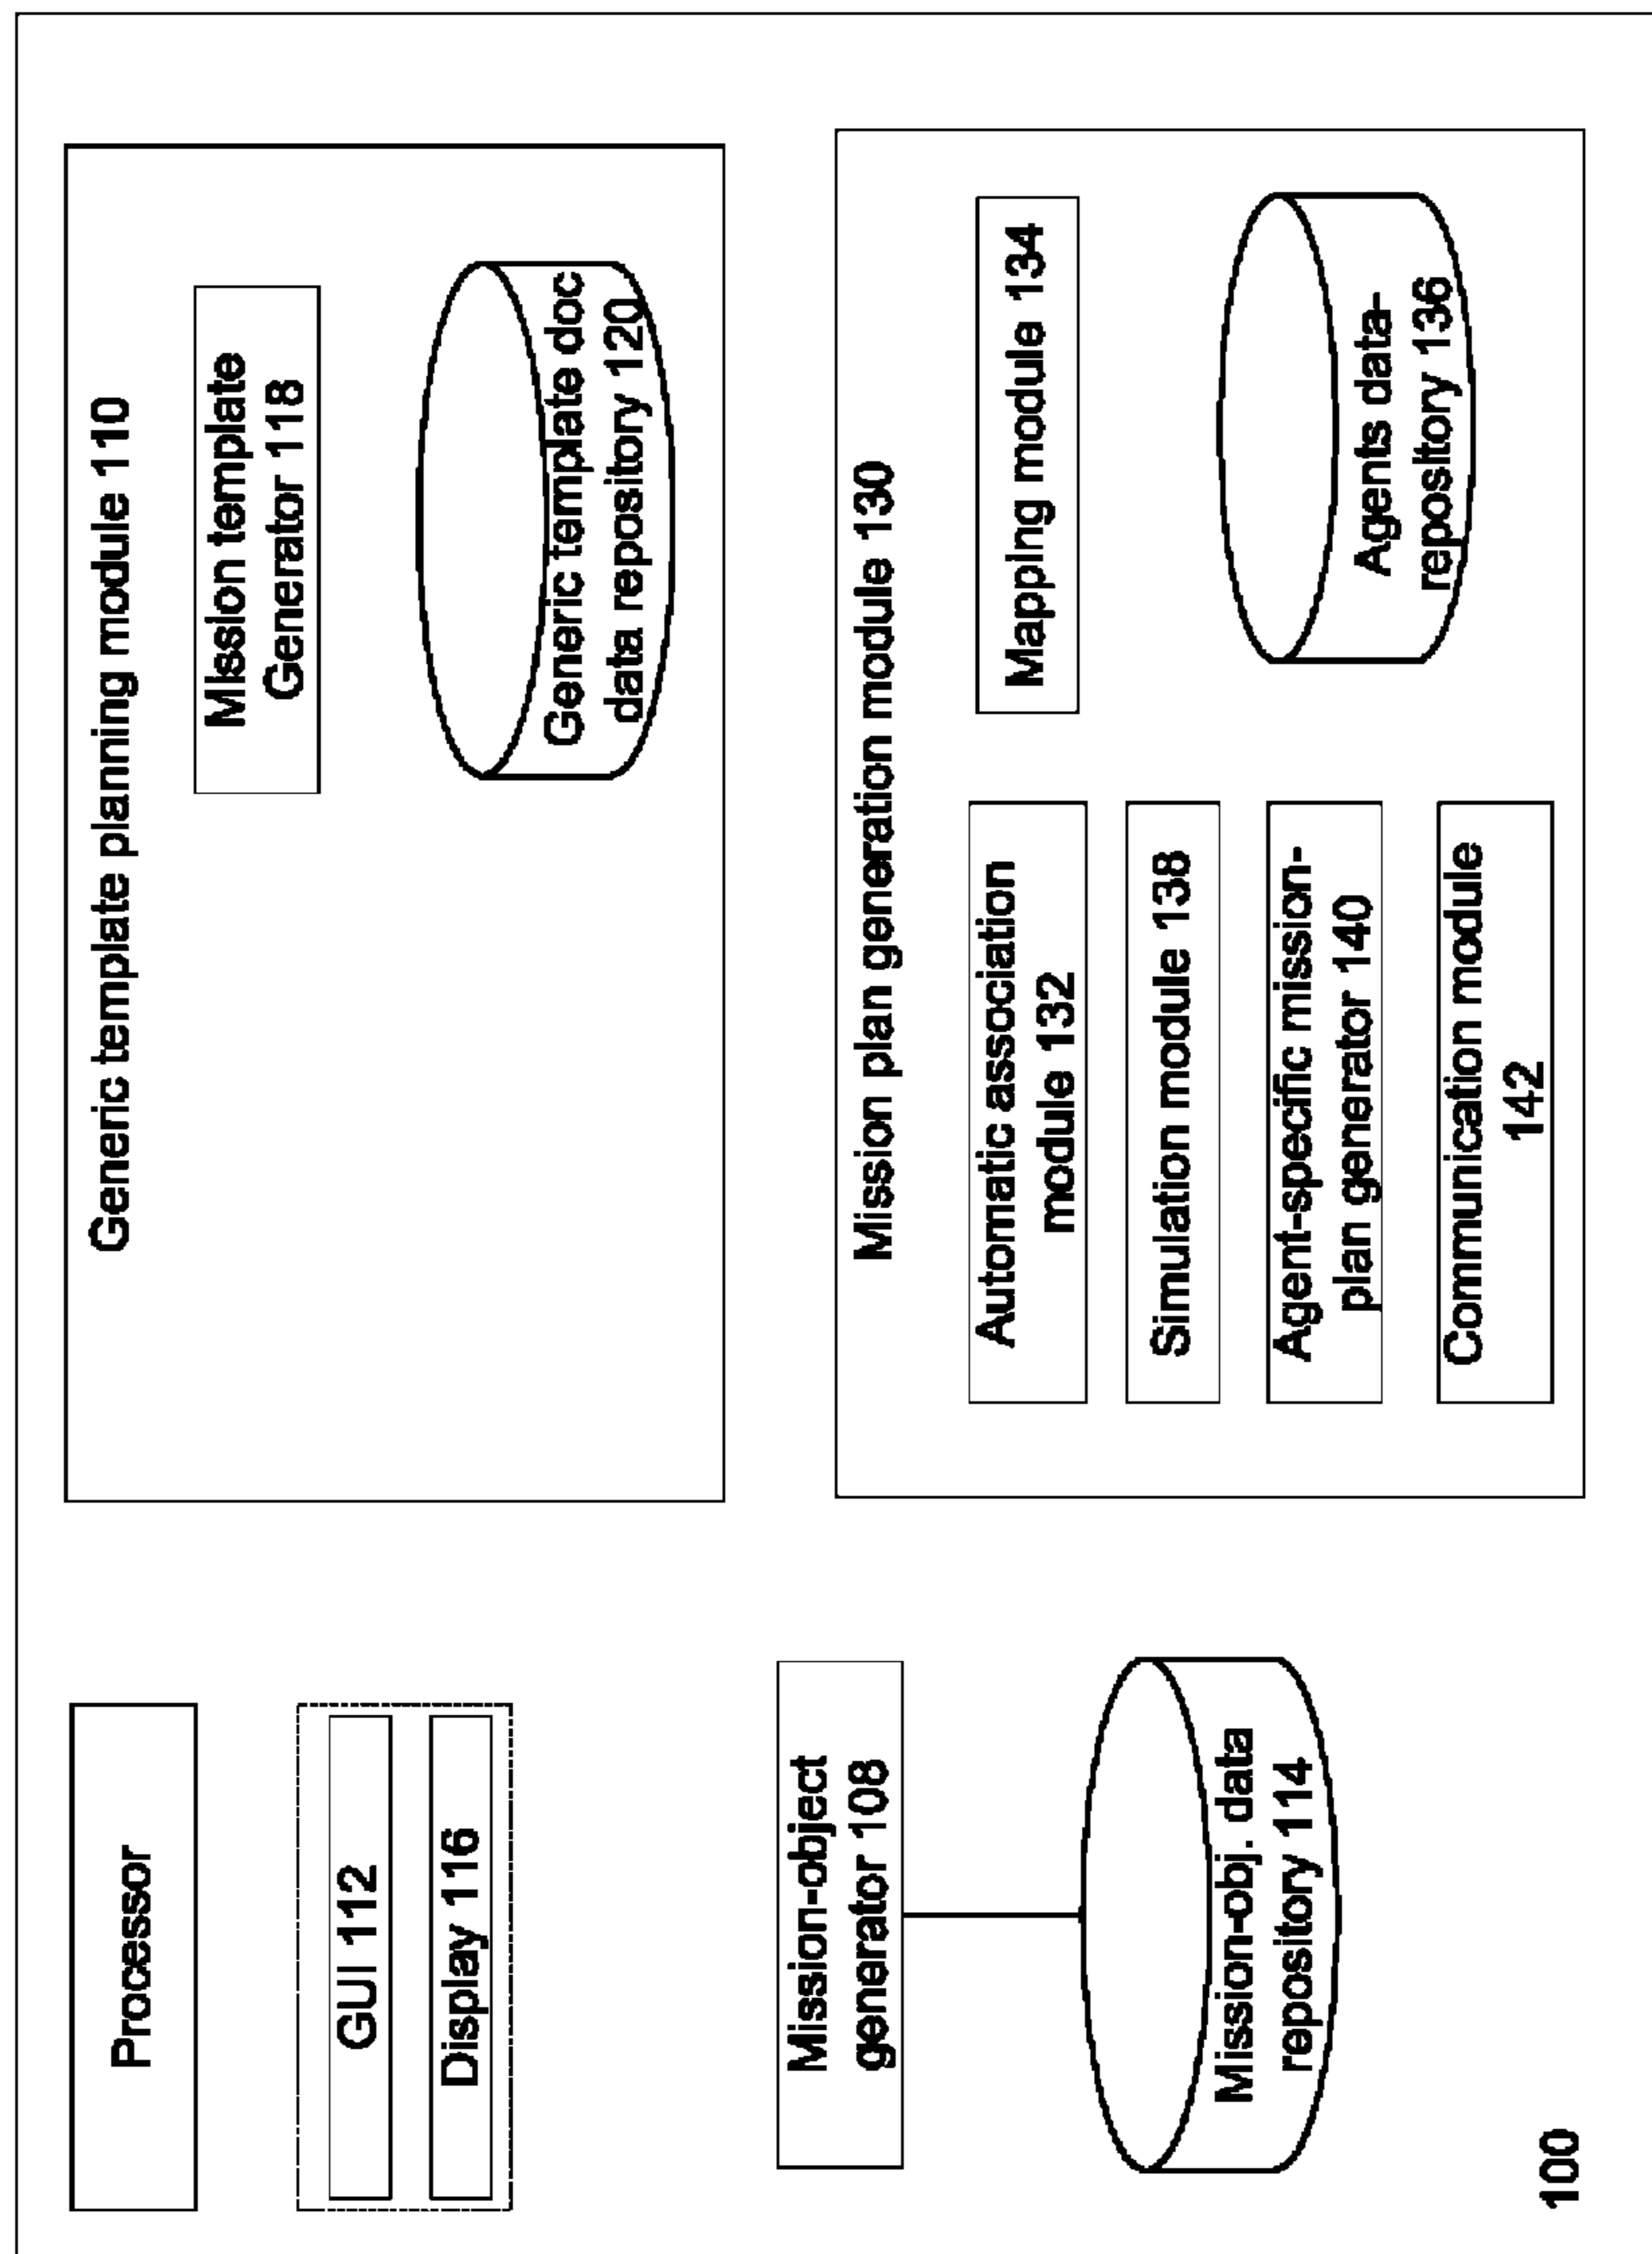 Processor
GUI 112
Display 116
Mission-object
generator 108
Mission-obj. data
repository 114
100
Generic template planning module 110
Mission template
Generator 118
Generic template doc
data repository 120
Mission plan generation module 130
Automatic association
module 132
Simulation module 138
Agent-specific mission-
plan generator 140
Communication module
142
Mapping module 134
Agents data-
repository 136